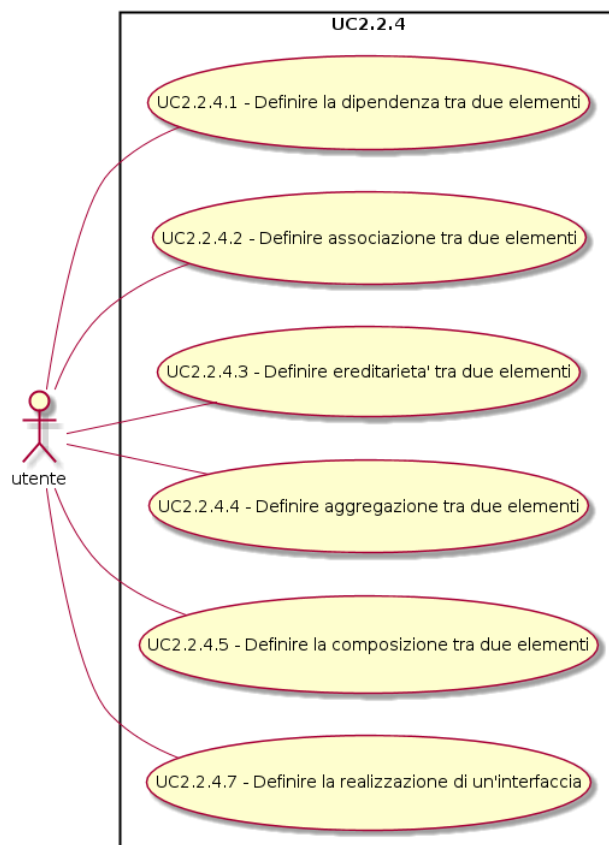 UC2.2.4
UC2.2.4.1 - Definire la dipendenza tra due elementi
UC2.2.4.2 - Definire associazione tra due elementi
UC2.2.4.3 - Definire ereditarieta' tra due elementi
utente
UC2.2.4.4 - Definire aggregazione tra due elementi
UC2.2.4.5 - Definire la composizione tra due elementi
UC2.2.4.7 - Definire la realizzazione di un'interfaccia